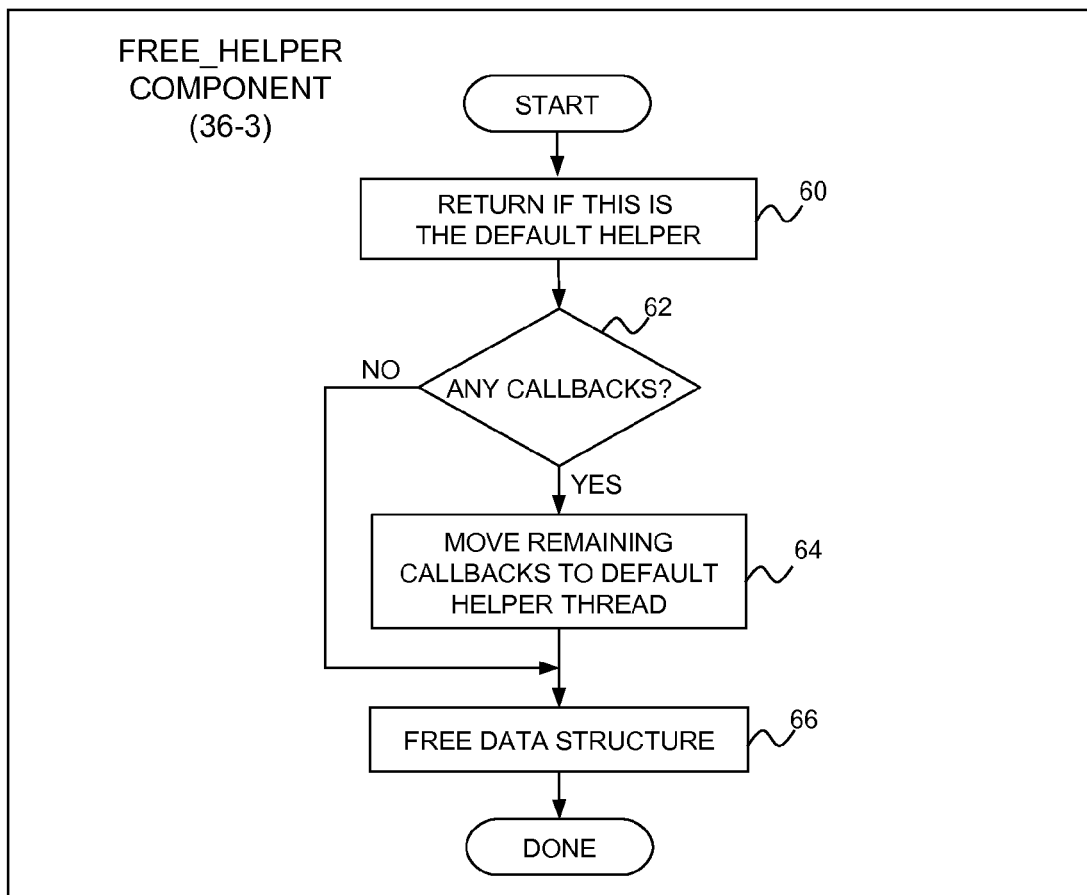 FREE_HELPER
COMPONENT
(36-3)
START
RETURN IF THIS IS
THE DEFAULT HELPER
60
62
NO
ANY CALLBACKS?
YES
MOVE REMAINING
CALLBACKS TO DEFAULT
HELPER THREAD
64
FREE DATA STRUCTURE
66
DONE